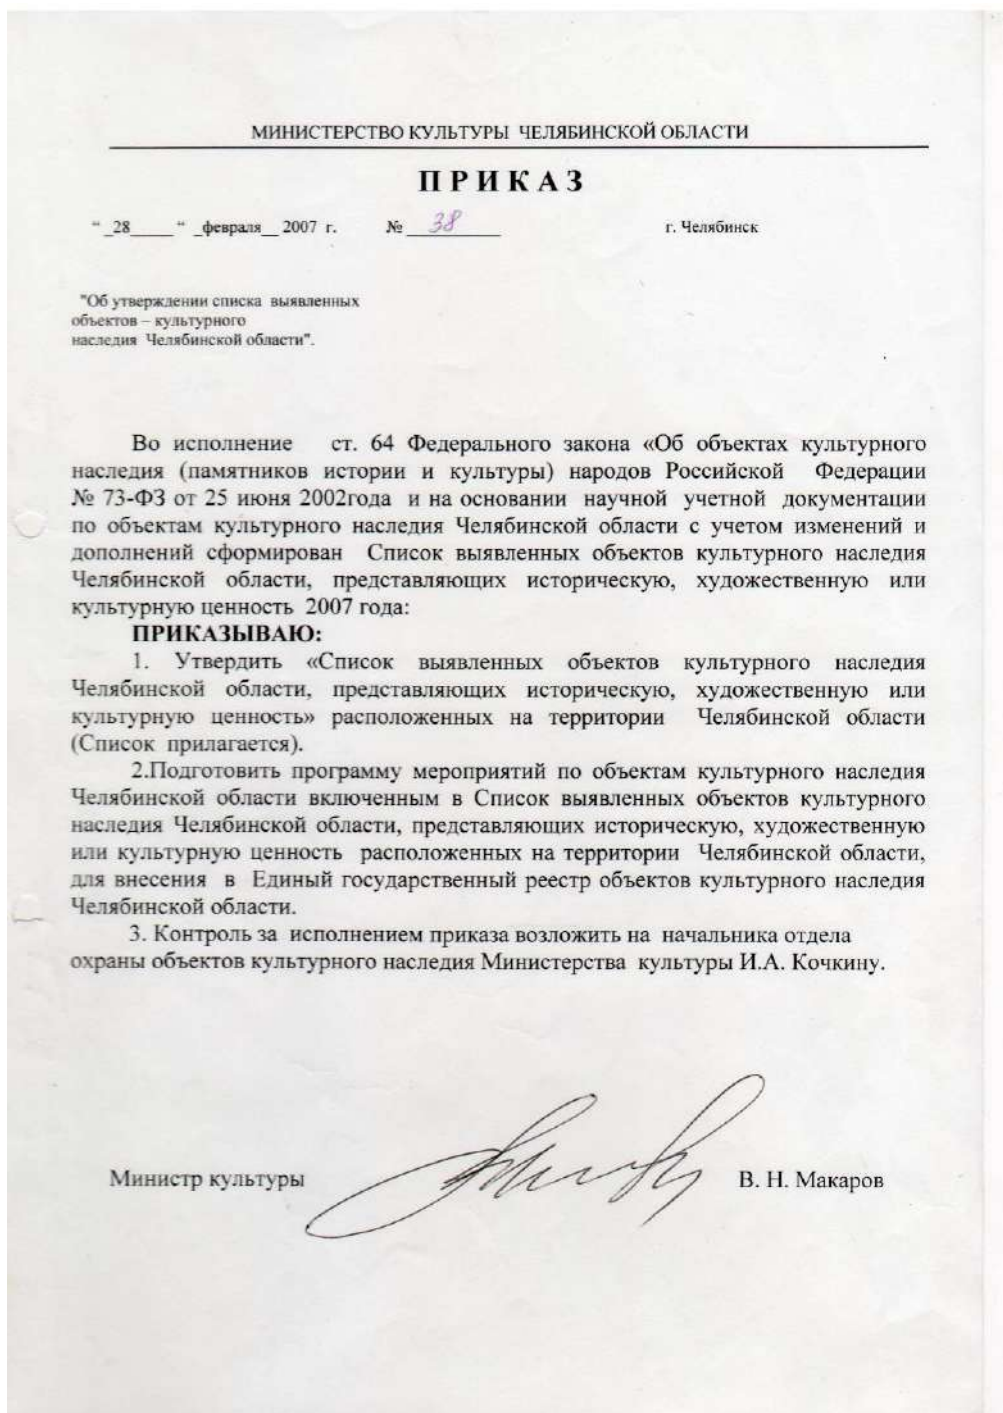 МИНИСТЕРСТВО КУЛЬТУРЫ ЧЕЛЯБИНСКОЙ ОБЛАСТИ
ПРИКАЗ
“ _28_____ “ _февраля__ 2007 г. № 38 г. Челябинск
"Об утверждении списка выявленных
объектов – культурного
наследия Челябинской области".
Во исполнение ст. 64 Федерального закона «Об объектах культурного
наследия (памятников истории и культуры) народов Российской Федерации
№ 73-ФЗ от 25 июня 2002года и на основании научной учетной документации
по объектам культурного наследия Челябинской области с учетом изменений и
дополнений сформирован Список выявленных объектов культурного наследия
Челябинской области, представляющих историческую, художественную или
культурную ценность 2007 года:
ПРИКАЗЫВАЮ:
1. Утвердить «Список выявленных объектов культурного наследия
Челябинской области, представляющих историческую, художественную или
культурную ценность» расположенных на территории Челябинской области
(Список прилагается).
2.Подготовить программу мероприятий по объектам культурного наследия
Челябинской области включенным в Список выявленных объектов культурного
наследия Челябинской области, представляющих историческую, художественную
или культурную ценность расположенных на территории Челябинской области,
для внесения в Единый государственный реестр объектов культурного наследия
Челябинской области.
3. Контроль за исполнением приказа возложить на начальника отдела
охраны объектов культурного наследия Министерства культуры И.А. Кочкину.
Министр культуры В. Н. Макаров